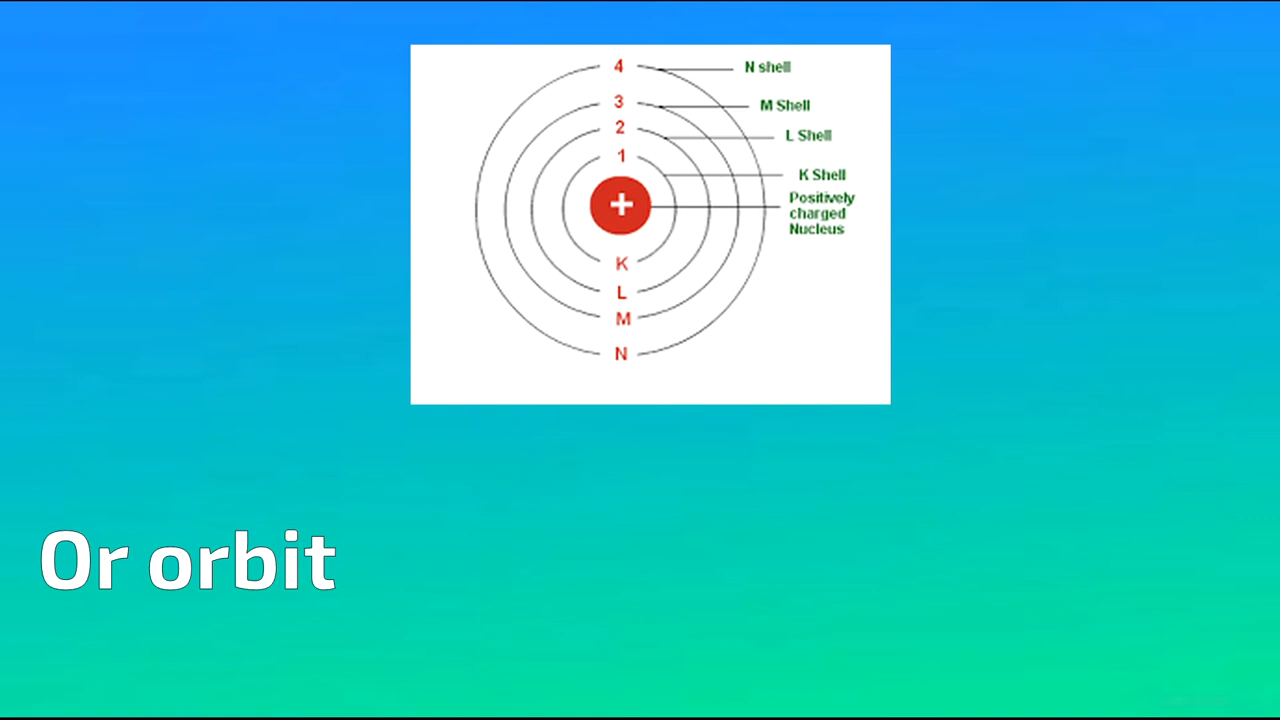 4
N shell
3
M Shell
2
L Shell
1
K Shell
+
Positively
charged
Nucleus
K
L
M
N
Or orbit